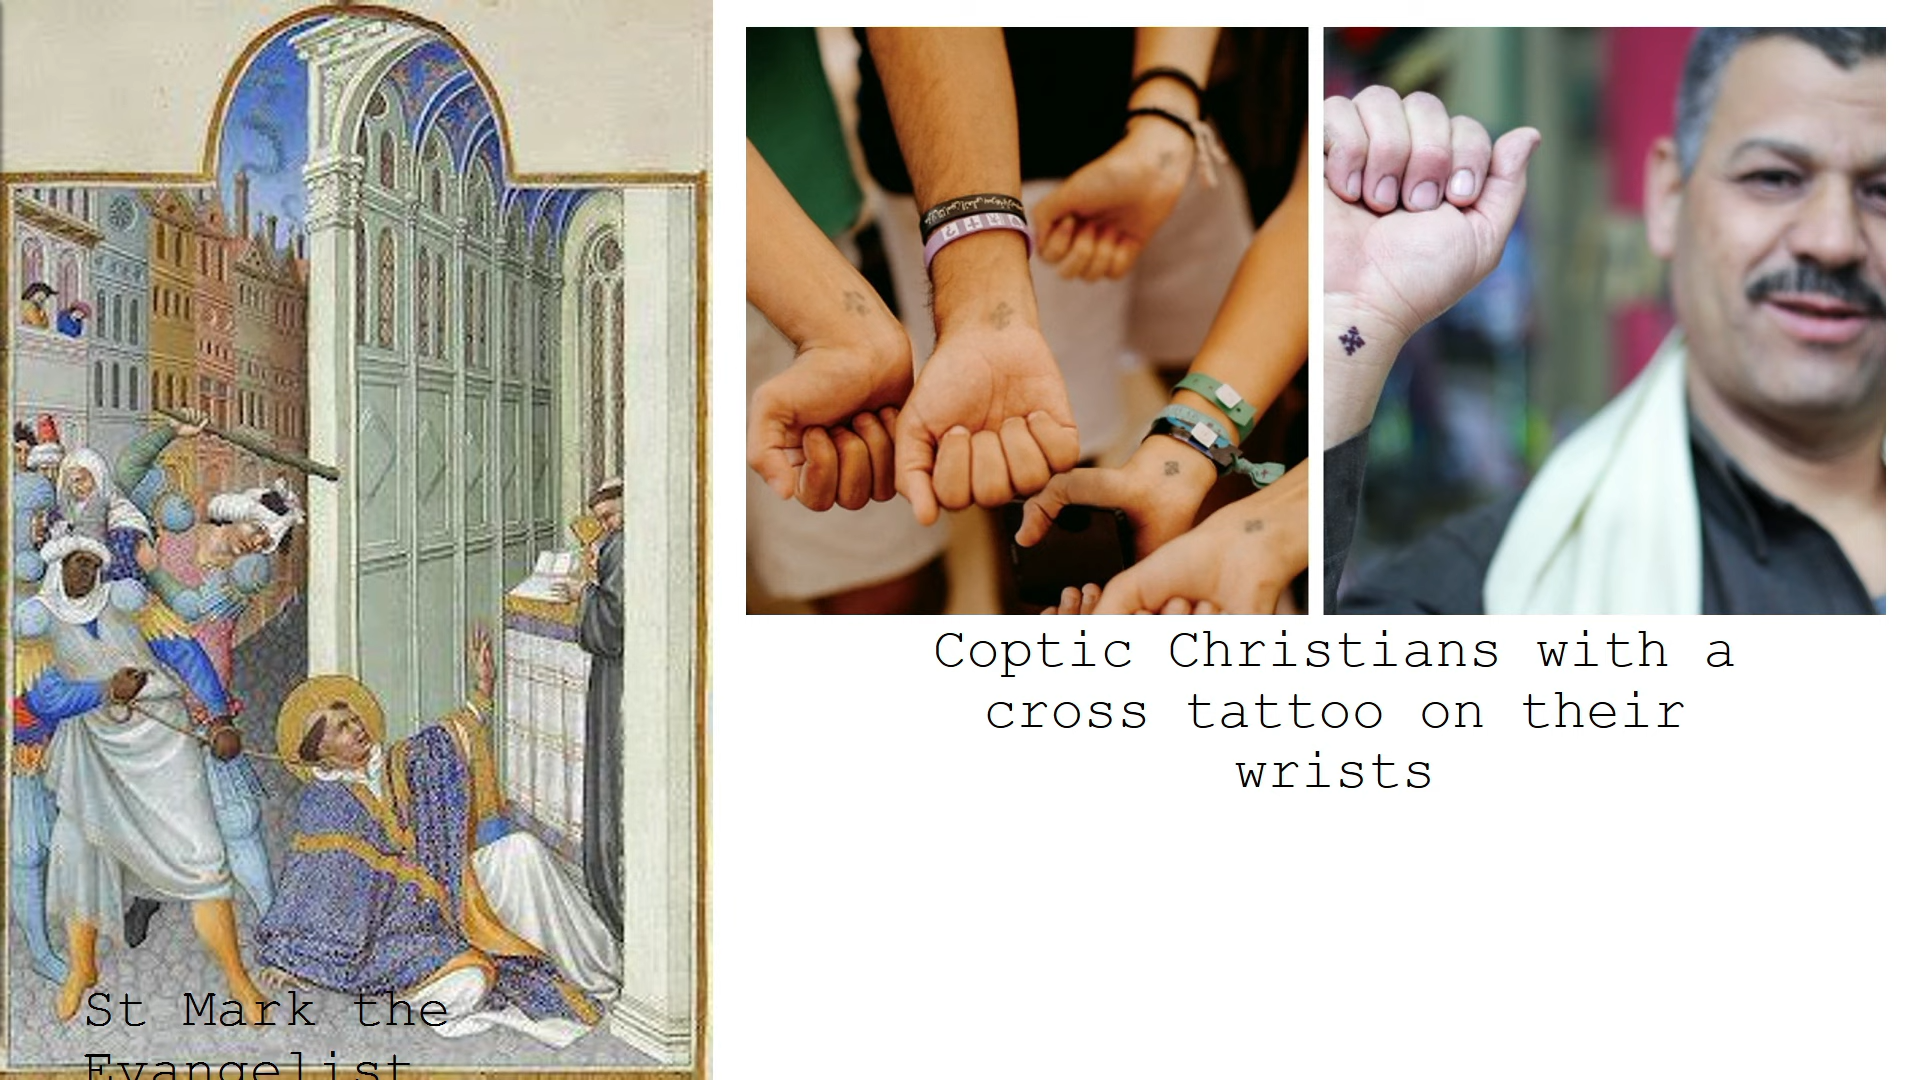 St Mark the
Evangelist
Coptic Christians with a
cross tattoo on their
wrists